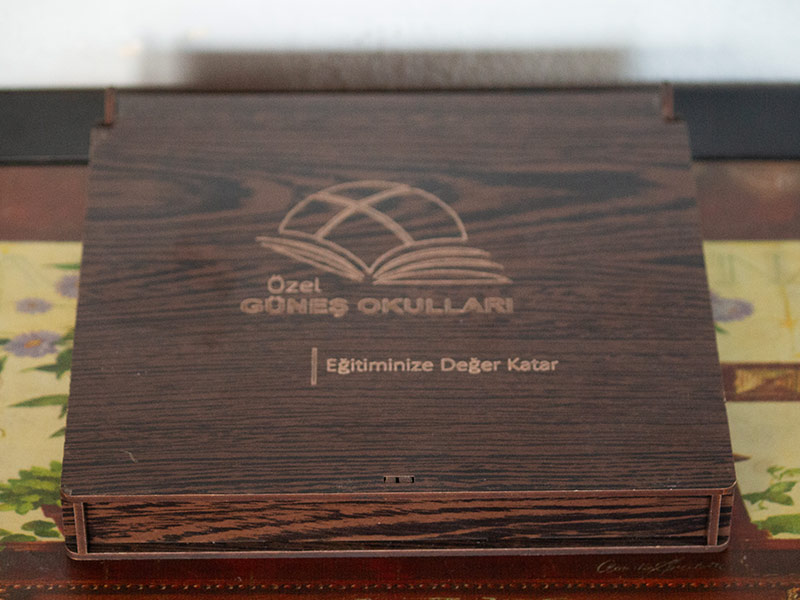 Özel
GÜNEŞ OKULLARI
Eğitiminize Değer Katar